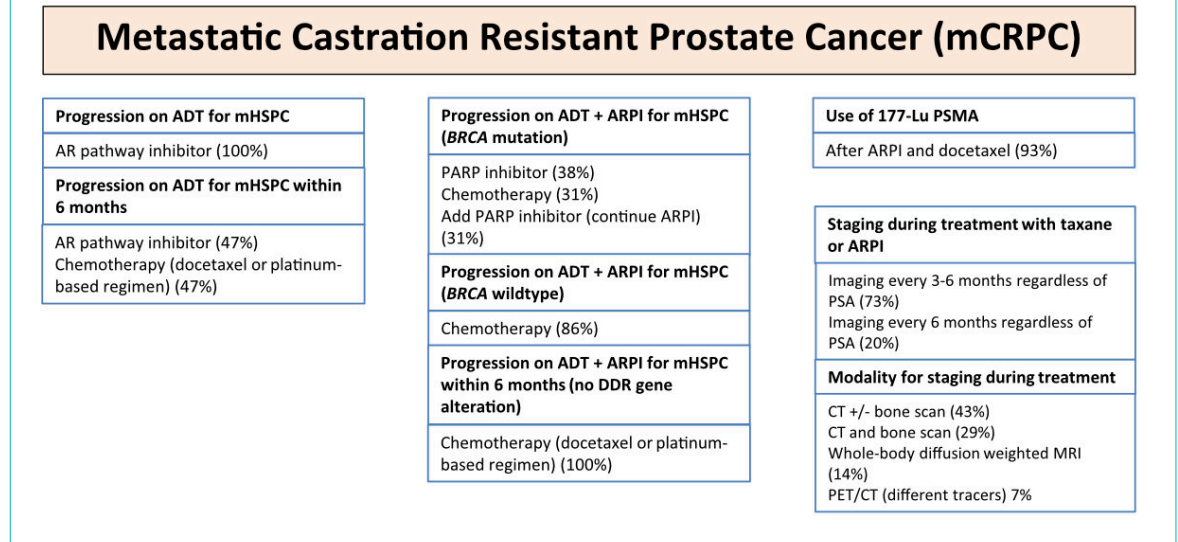 Metastatic Castration Resistant Prostate Cancer (mCRPC)
Progression on ADT for mHSPC
AR pathway inhibitor (100%)
Progression on ADT for mHSPC within
6 months
AR pathway inhibitor (47%)
Chemotherapy (docetaxel or platinum-
based regimen) (47%)
Progression on ADT + ARPI for mHSPC
(BRCA mutation)
PARP inhibitor (38%)
Chemotherapy (31%)
Add PARP inhibitor (continue ARPI)
(31%)
Progression on ADT + ARPI for mHSPC
(BRCA wildtype)
Chemotherapy (86%)
Progression on ADT + ARPI for mHSPC
within 6 months (no DDR gene
alteration)
Chemotherapy (docetaxel or platinum-
based regimen) (100%)
Use of 177-Lu PSMA
After ARPI and docetaxel (93%)
Staging during treatment with taxane
or ARPI
Imaging every 3-6 months regardless of
PSA (73%)
Imaging every 6 months regardless of
PSA (20%)
Modality for staging during treatment
CT +/- bone scan (43%)
CT and bone scan (29%)
Whole-body diffusion weighted MRI
(14%)
PET/CT (different tracers) 7%